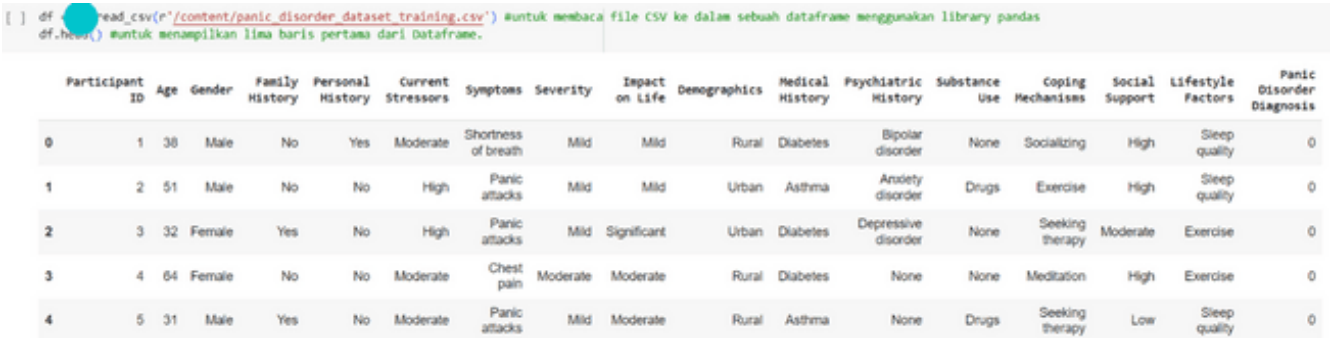 [ ] df read_csv(r'/content/panic_disorder_dataset_training.csv') #untuk membaca file CSV ke dalam sebuah dataframe menggunakan library pandas
df.head() #untuk menampilkan lima baris pertama dari Dataframe.
Participant ID Age Gender Family History Personal History Current Stressors Symptoms Severity Impact on Life Demographics Medical History Psychiatric History Substance Use Coping Mechanisms Social Support Lifestyle Factors Panic Disorder Diagnosis
0 1 38 Male No Yes Moderate Shortness of breath Mild Mild Rural Diabetes Bipolar disorder None Socializing High Sleep quality 0
1 2 51 Male No No High Panic attacks Mild Mild Urban Asthma Anxiety disorder Drugs Exercise High Sleep quality 0
2 3 32 Female Yes No High Panic attacks Mild Significant Urban Diabetes Depressive disorder None Seeking therapy Moderate Exercise 0
3 4 64 Female No No Moderate Chest pain Moderate Moderate Rural Diabetes None None Meditation High Exercise 0
4 5 31 Male Yes No Moderate Panic attacks Mild Moderate Rural Asthma None Drugs Seeking therapy Low Sleep quality 0